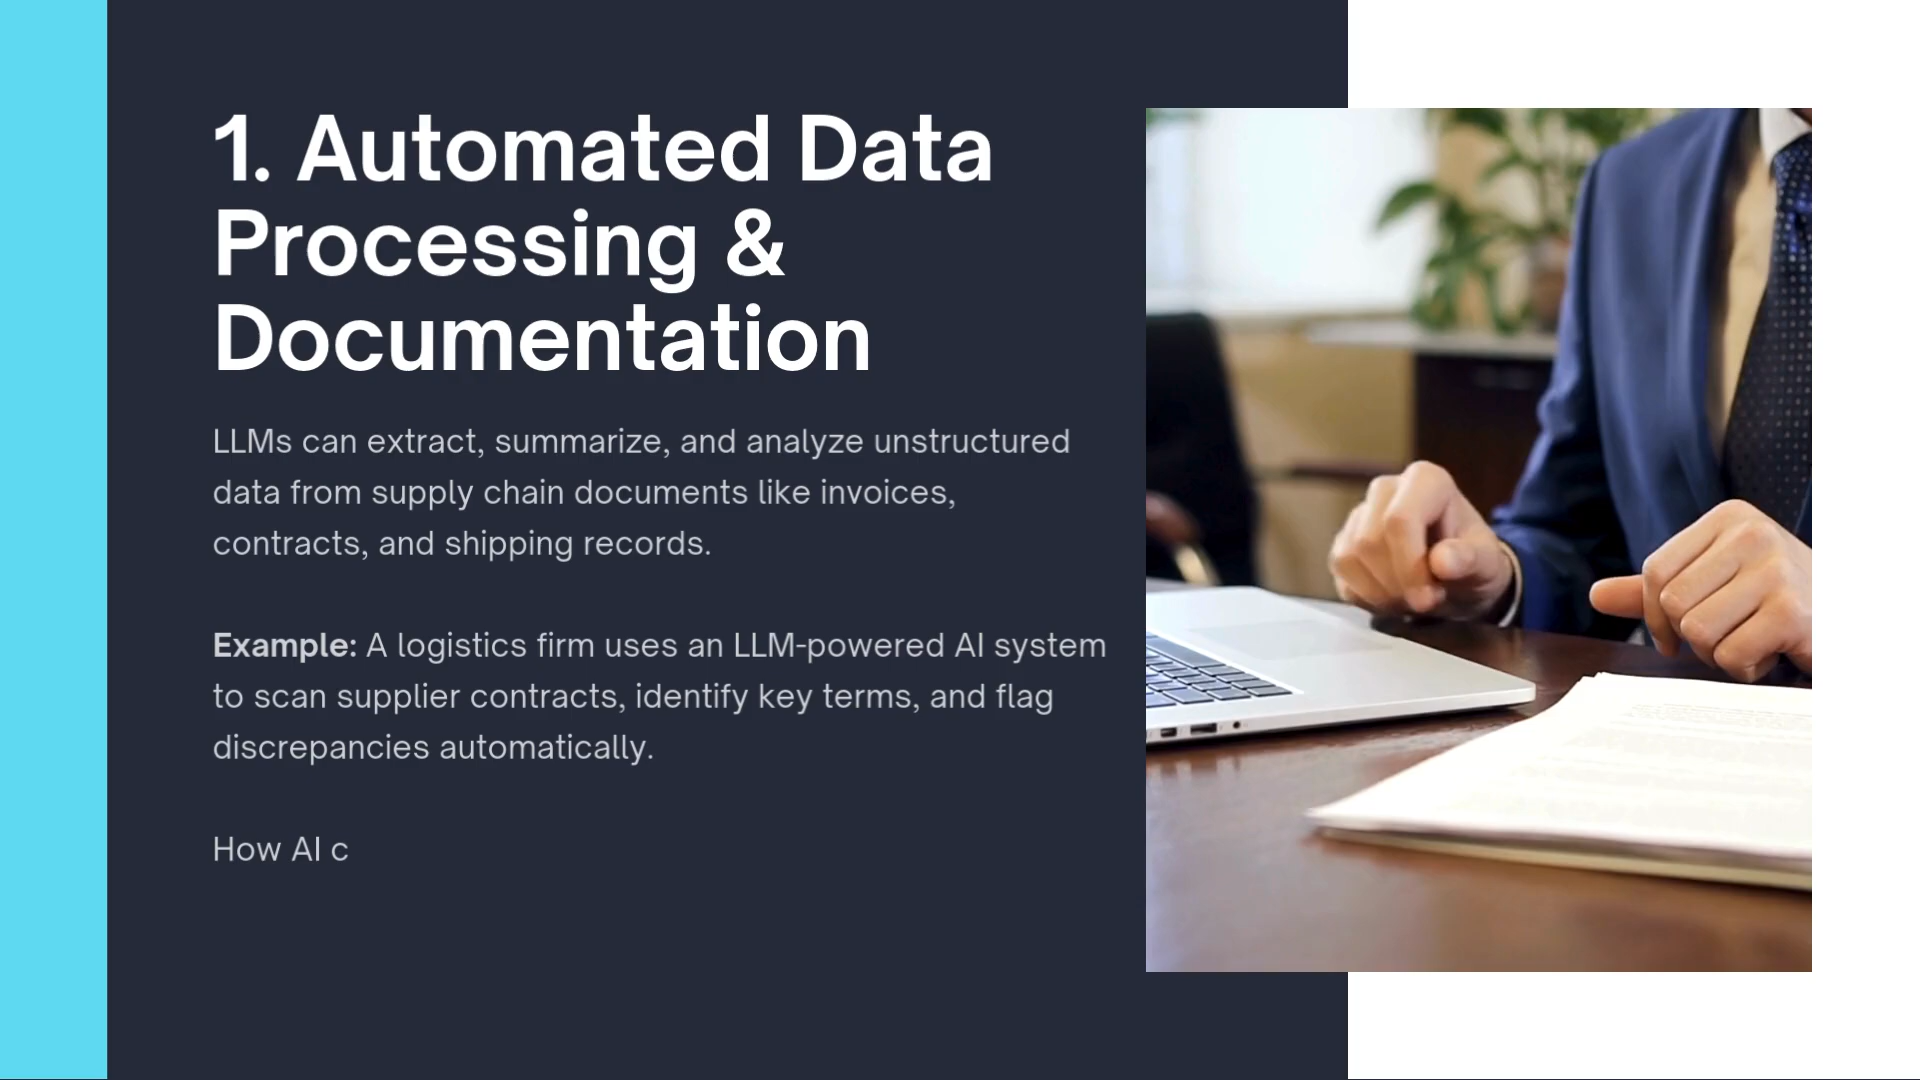 1. Automated Data
Processing &
Documentation
LLMs can extract, summarize, and analyze unstructured
data from supply chain documents like invoices,
contracts, and shipping records.
Example: A logistics firm uses an LLM-powered AI system
to scan supplier contracts, identify key terms, and flag
discrepancies automatically.
How AI c